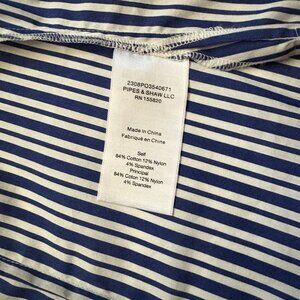 2308PO3540671
PIPES & SHAW LLC
RN 155820
Made in China
Fabriqué en Chine
Self
84% Cotton 12% Nylon
4% Spandex
Principal
84% Coton 12% Nylon
4% Spandex